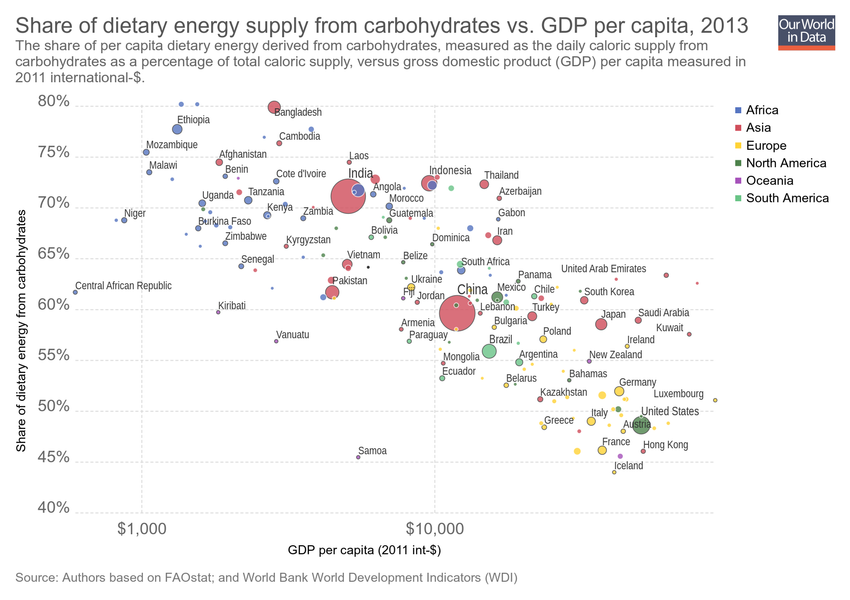 Share of dietary energy supply from carbohydrates vs. GDP per capita, 2013
Our World
in Data
The share of per capita dietary energy derived from carbohydrates, measured as the daily caloric supply from
carbohydrates as a percentage of total caloric supply, versus gross domestic product (GDP) per capita measured in
2011 international-$.
80%
Bangladesh
Africa
Ethiopia
Asia
Cambodia
Mozambique
Europe
75%
Afghanistan
Laos
North America
Malawi
Benin
Cote d'Ivoire
India
Indonesia
Thailand
Oceania
Angola
Azerbaijan
South America
70%
Uganda
Tanzania
Morocco
Niger
Burkina Faso
Kenya
Zambia
Guatemala
Gabon
Zimbabwe
Kyrgyzstan
Bolivia
Dominica
Iran
65%
Senegal
Vietnam
Belize
South Africa
United Arab Emirates
Central African Republic
Pakistan
Ukraine
Panama
Fiji
Jordan
China
Mexico
Chile
South Korea
60%
Kiribati
Lebanon
Turkey
Japan
Saudi Arabia
Armenia
Bulgaria
Kuwait
Vanuatu
Paraguay
Brazil
Poland
Ireland
55%
Mongolia
Argentina
New Zealand
Ecuador
Belarus
Bahamas
Germany
Kazakhstan
Luxembourg
50%
Greece
Italy
United States
Austria
France
Hong Kong
45%
Samoa
Iceland
40%
$1,000
$10,000
Share of dietary energy from carbohydrates
GDP per capita (2011 int-$)
Source: Authors based on FAOstat; and World Bank World Development Indicators (WDI)